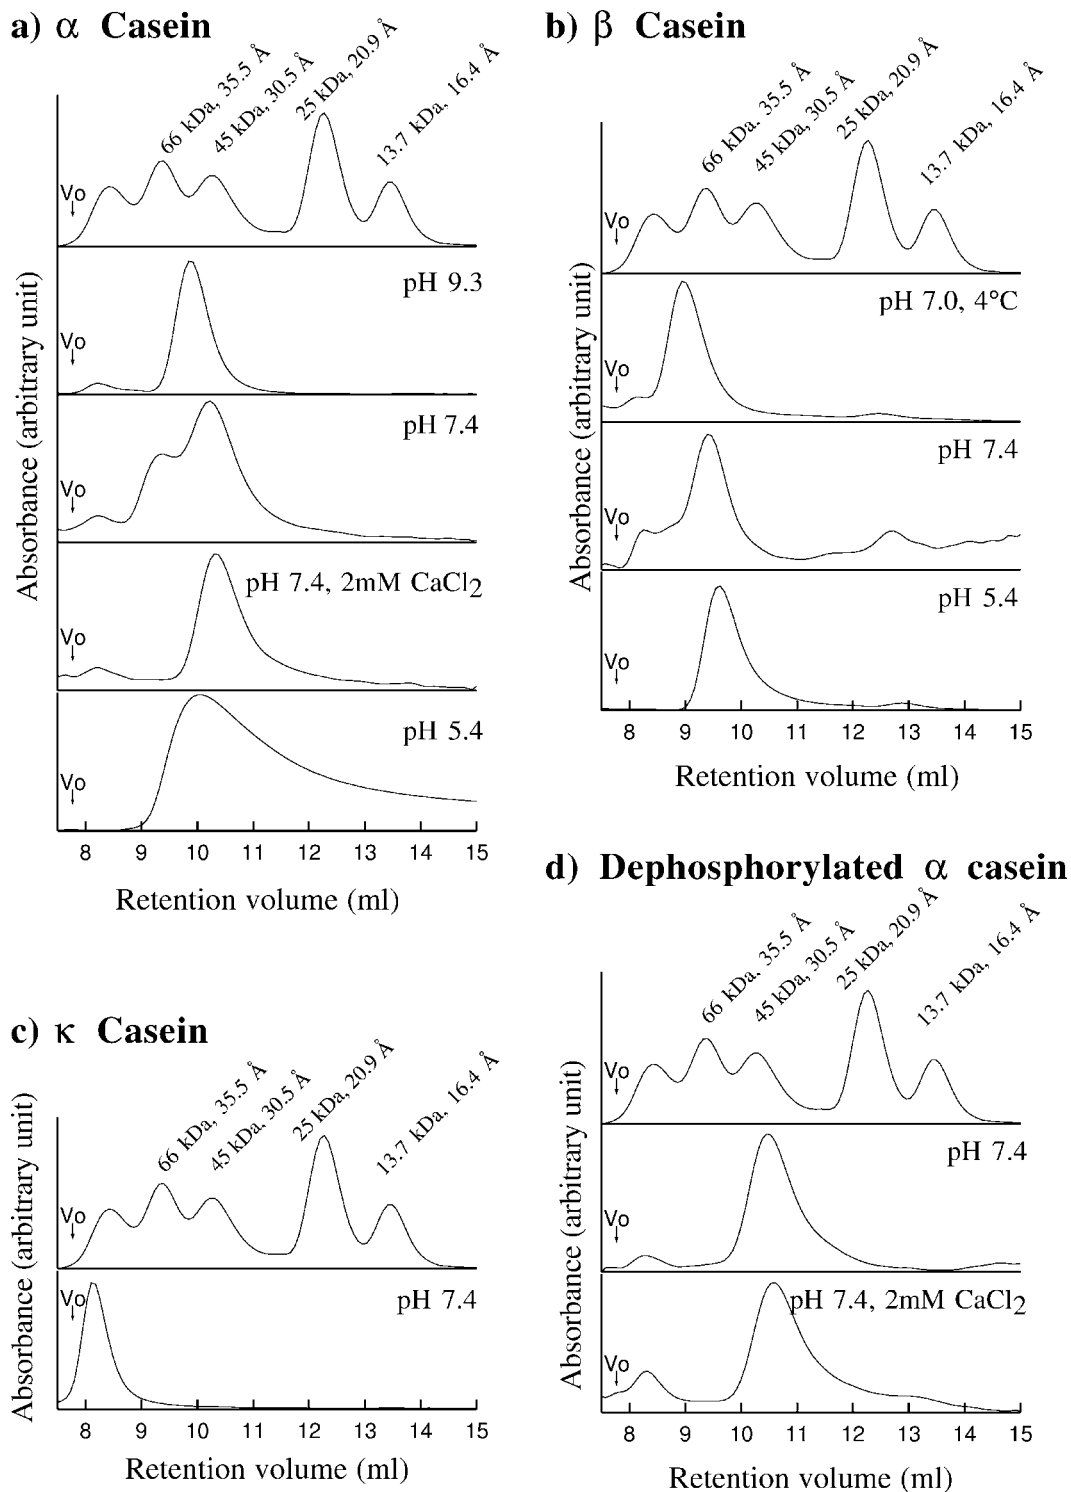 a) α Casein
66 kDa, 35.5 Å
45 kDa, 30.5 Å
25 kDa, 20.9 Å
13.7 kDa, 16.4 Å
Vo
pH 9.3
Vo
pH 7.4
Vo
pH 7.4, 2mM CaCl2
Vo
pH 5.4
Vo
Absorbance (arbitrary unit)
8 9 10 11 12 13 14 15
Retention volume (ml)
b) β Casein
66 kDa, 35.5 Å
45 kDa, 30.5 Å
25 kDa, 20.9 Å
13.7 kDa, 16.4 Å
Vo
pH 7.0, 4°C
Vo
pH 7.4
Vo
pH 5.4
Vo
Absorbance (arbitrary unit)
8 9 10 11 12 13 14 15
Retention volume (ml)
c) κ Casein
66 kDa, 35.5 Å
45 kDa, 30.5 Å
25 kDa, 20.9 Å
13.7 kDa, 16.4 Å
Vo
pH 7.4
Vo
Absorbance (arbitrary unit)
8 9 10 11 12 13 14 15
Retention volume (ml)
d) Dephosphorylated α casein
66 kDa, 35.5 Å
45 kDa, 30.5 Å
25 kDa, 20.9 Å
13.7 kDa, 16.4 Å
Vo
pH 7.4
Vo
pH 7.4, 2mM CaCl2
Vo
Absorbance (arbitrary unit)
8 9 10 11 12 13 14 15
Retention volume (ml)